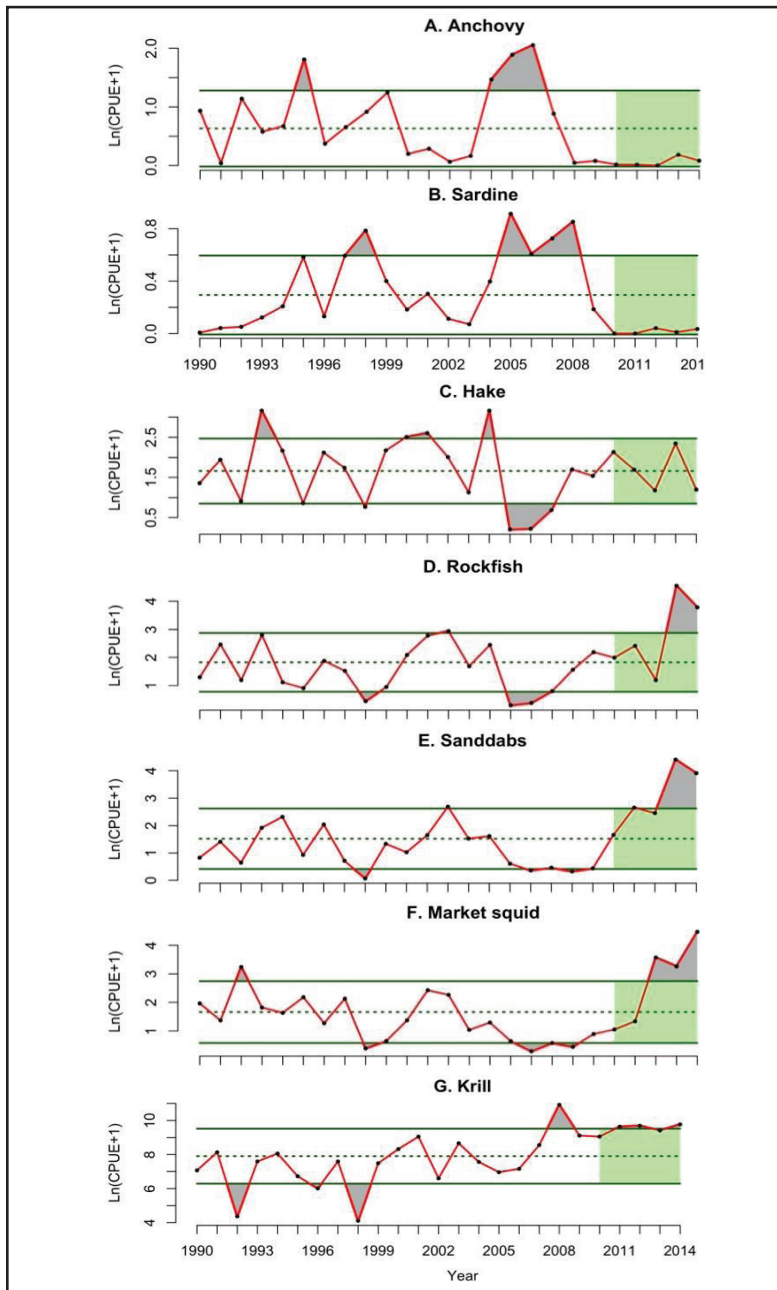 A. Anchovy
Ln(CPUE+1)
0.0 1.0 2.0
B. Sardine
Ln(CPUE+1)
0.0 0.4 0.8
1990 1993 1996 1999 2002 2005 2008 2011 201
C. Hake
Ln(CPUE+1)
0.5 1.5 2.5
D. Rockfish
Ln(CPUE+1)
1 2 3 4
E. Sanddabs
Ln(CPUE+1)
0 1 2 3 4
F. Market squid
Ln(CPUE+1)
1 2 3 4
G. Krill
Ln(CPUE+1)
4 6 8 10
1990 1993 1996 1999 2002 2005 2008 2011 2014
Year